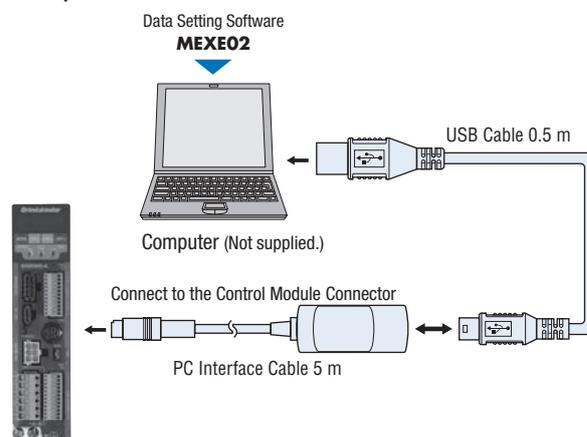 Data Setting Software
MEXE02
USB Cable 0.5 m
Computer (Not supplied.)
Connect to the Control Module Connector
PC Interface Cable 5 m